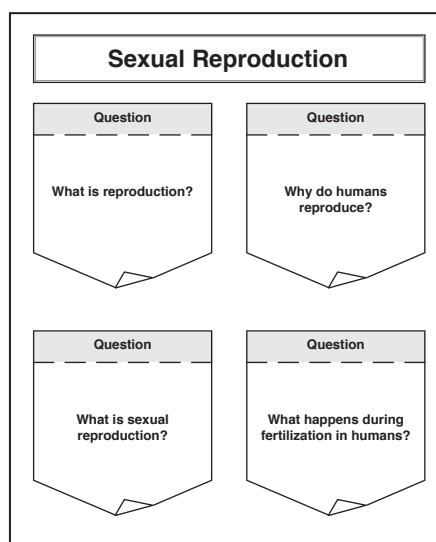 Sexual Reproduction
Question
What is reproduction?
Question
Why do humans
reproduce?
Question
What is sexual
reproduction?
Question
What happens during
fertilization in humans?